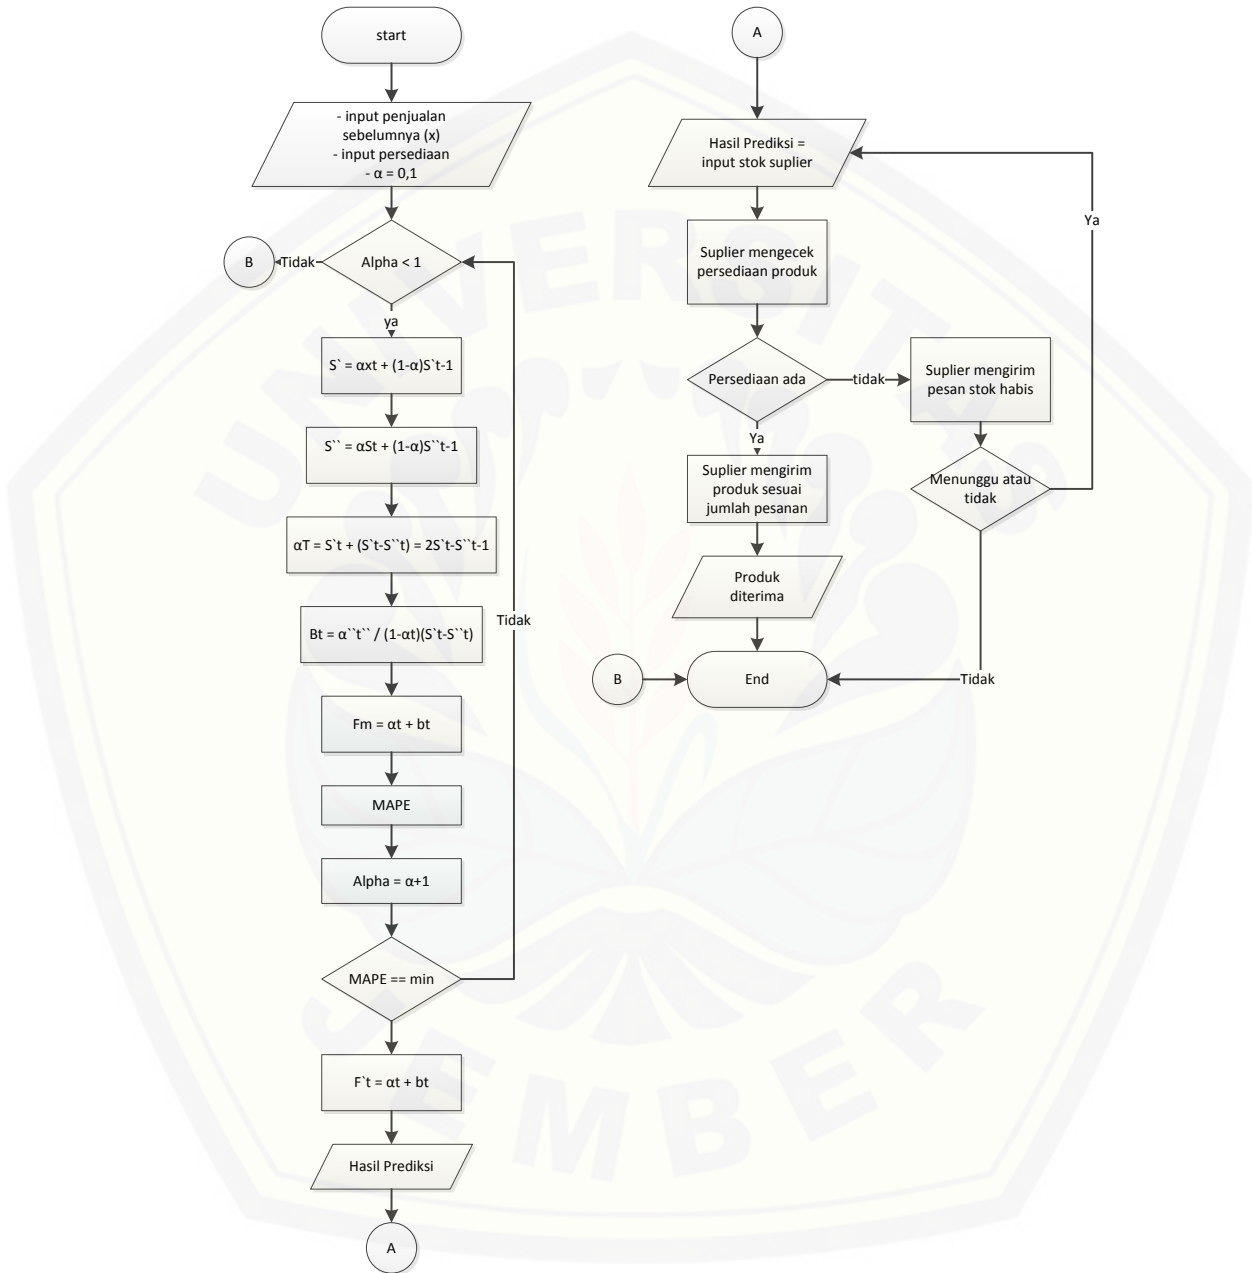 start
- input penjualan
sebelumnya (x)
- input persediaan
- α = 0,1
Alpha < 1
Tidak
B
ya
S` = αxt + (1-α)S`t-1
S`` = αSt + (1-α)S``t-1
αT = S`t + (S`t-S``t) = 2S`t-S``t-1
Bt = α``t`` / (1-αt)(S`t-S``t)
Fm = αt + bt
MAPE
Alpha = α+1
MAPE == min
Tidak
F`t = αt + bt
Hasil Prediksi
A
A
Hasil Prediksi =
input stok suplier
Suplier mengecek
persediaan produk
Persediaan ada
tidak
Suplier mengirim
pesan stok habis
Menunggu atau
tidak
Ya
Ya
Suplier mengirim
produk sesuai
jumlah pesanan
Produk
diterima
B
End
Tidak
UNIVERSITAS
JEMBER